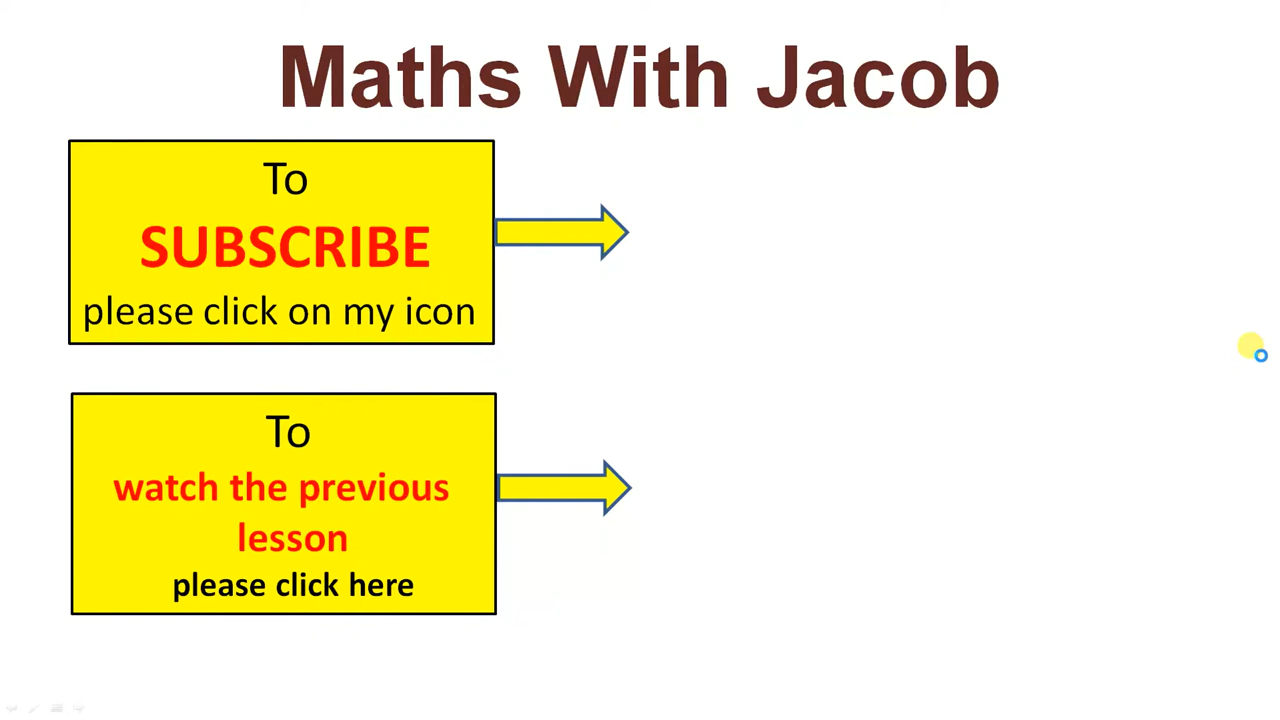 Maths With Jacob
To
SUBSCRIBE
please click on my icon
To
watch the previous
lesson
please click here